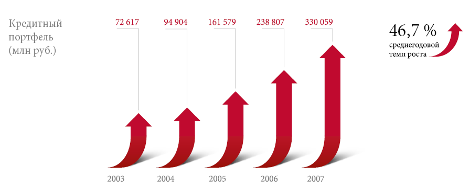 Кредитный
портфель
(млн руб.)
72 617 94 904 161 579 238 807 330 059
46,7 %
среднегодовой
темп роста
2003 2004 2005 2006 2007